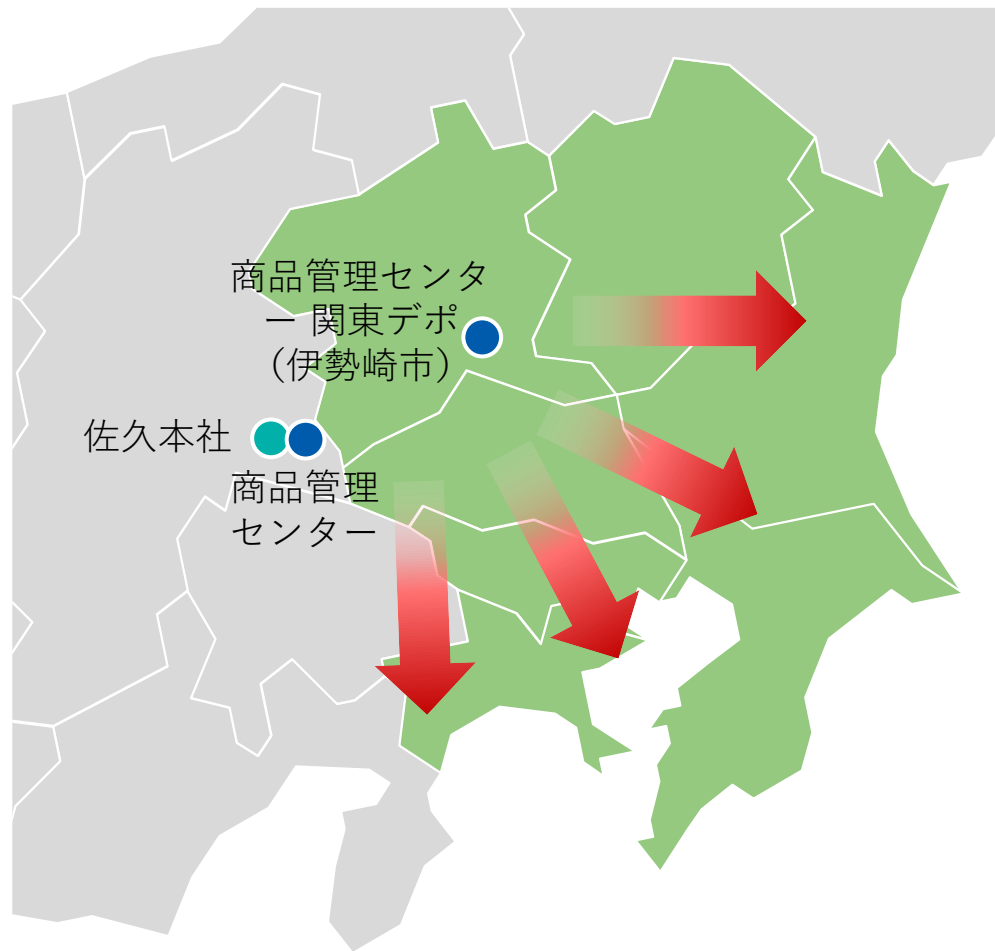 商品管理センタ
ー 関東デポ
(伊勢崎市)
佐久本社
商品管理
センター